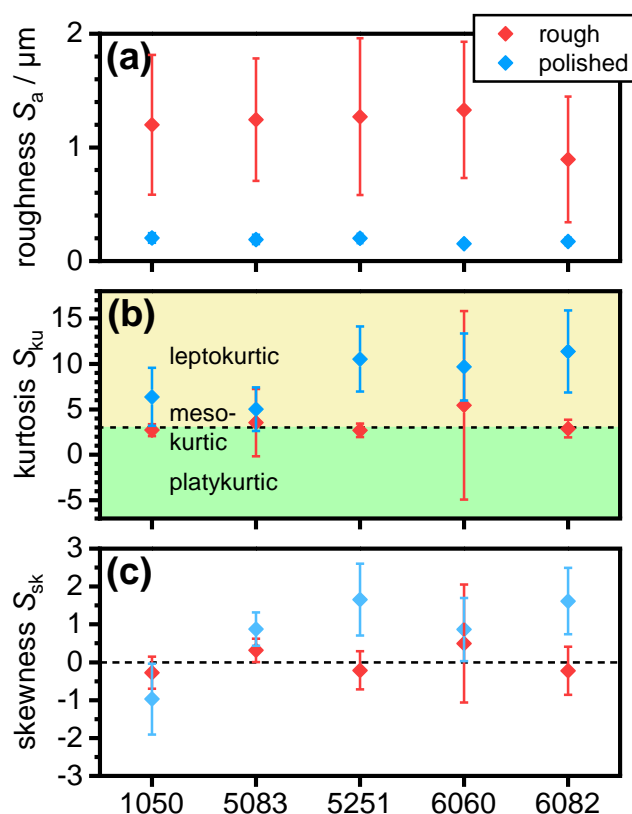 (a)
rough
polished
roughness Sa / μm
2
1
0
(b)
kurtosis Sku
15
10
5
0
-5
leptokurtic
meso-
kurtic
platykurtic
(c)
skewness Ssk
3
2
1
0
-1
-2
-3
1050 5083 5251 6060 6082